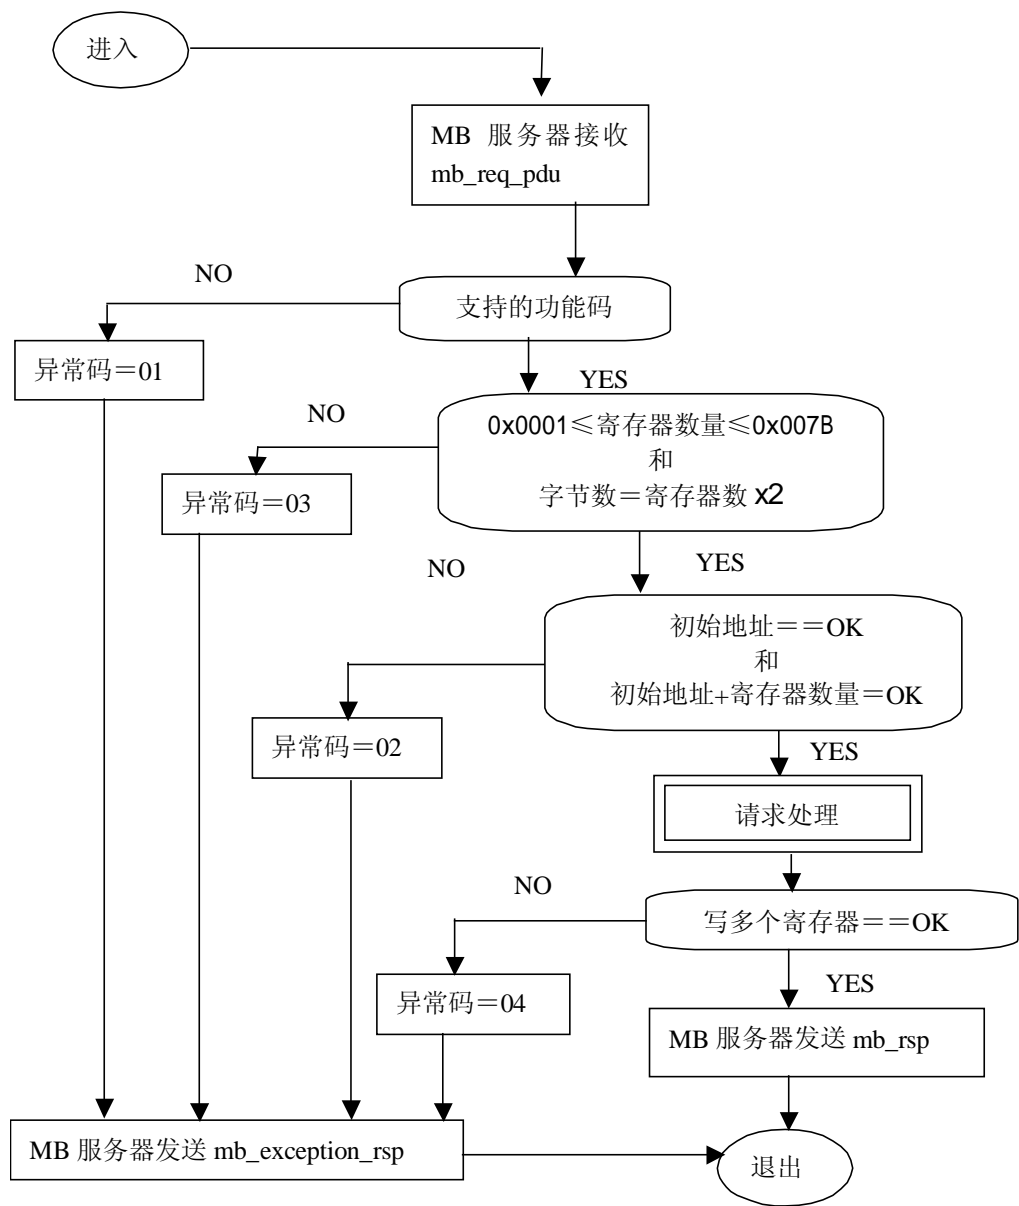 进入
MB 服务器接收
mb_req_pdu
NO
支持的功能码
异常码＝01
YES
NO
0x0001≤寄存器数量≤0x007B
和
字节数＝寄存器数 x2
异常码＝03
NO
YES
初始地址＝＝OK
和
初始地址+寄存器数量＝OK
异常码＝02
YES
请求处理
NO
写多个寄存器＝＝OK
YES
异常码＝04
MB 服务器发送 mb_rsp
MB 服务器发送 mb_exception_rsp
退出